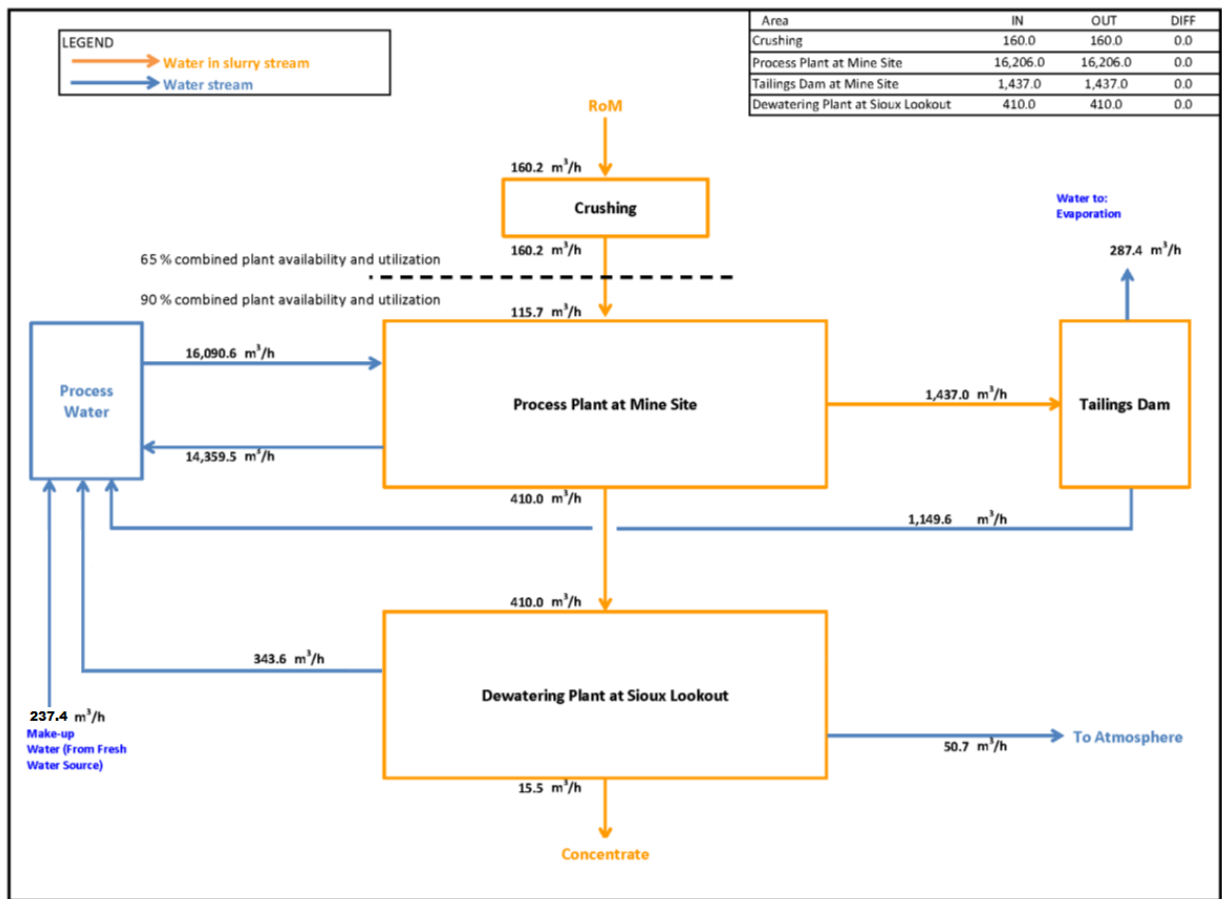 Area IN OUT DIFF
Crushing 160.0 160.0 0.0
Process Plant at Mine Site 16,206.0 16,206.0 0.0
Tailings Dam at Mine Site 1,437.0 1,437.0 0.0
Dewatering Plant at Sioux Lookout 410.0 410.0 0.0
LEGEND
Water in slurry stream
Water stream
RoM
160.2 m³/h
Crushing
160.2 m³/h
Water to:
Evaporation
287.4 m³/h
65 % combined plant availability and utilization
90 % combined plant availability and utilization
115.7 m³/h
16,090.6 m³/h
Process
Water
Process Plant at Mine Site
1,437.0 m³/h
Tailings Dam
14,359.5 m³/h
410.0 m³/h
1,149.6 m³/h
410.0 m³/h
343.6 m³/h
Dewatering Plant at Sioux Lookout
237.4 m³/h
Make-up
Water (From Fresh
Water Source)
50.7 m³/h
To Atmosphere
15.5 m³/h
Concentrate